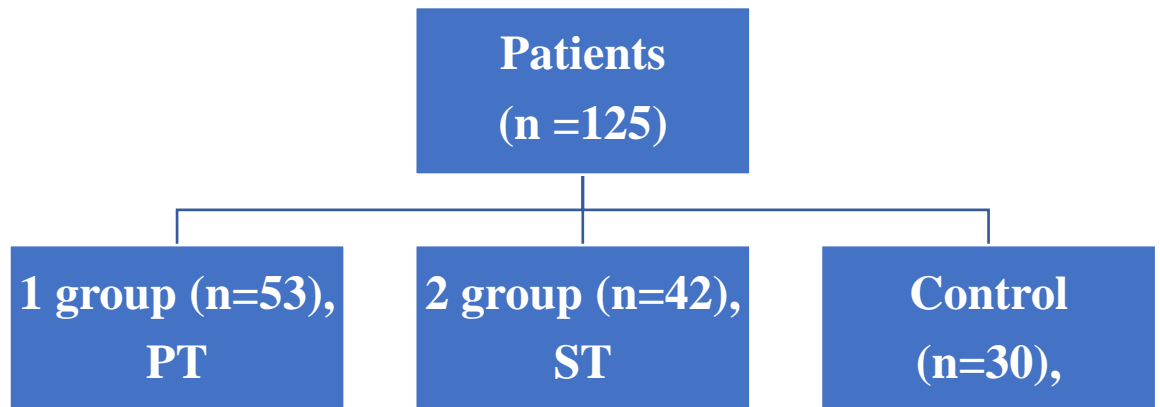 Patients
(n =125)
1 group (n=53),
PT
2 group (n=42),
ST
Control
(n=30),